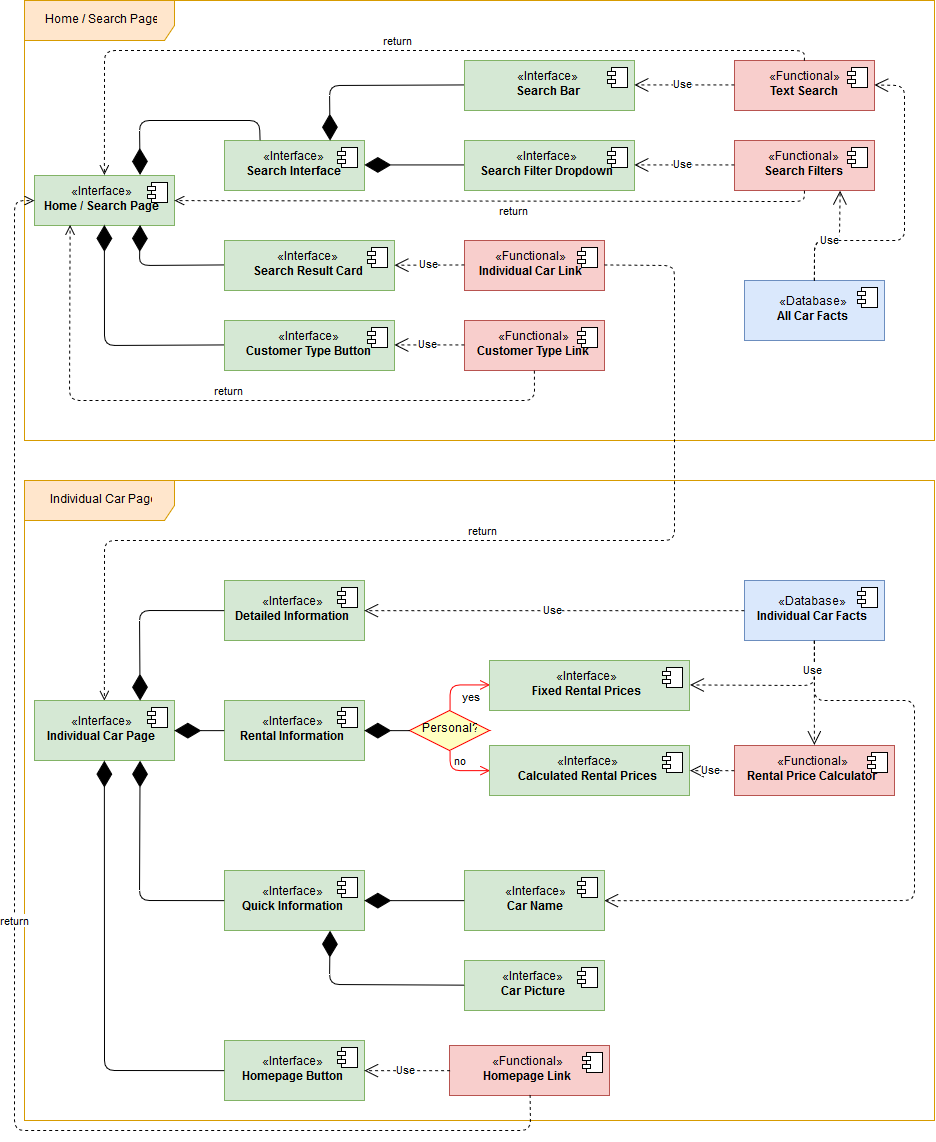 Home / Search Page
return
«Interface»
Search Bar
Use
«Functional»
Text Search
«Interface»
Search Interface
«Interface»
Search Filter Dropdown
Use
«Functional»
Search Filters
«Interface»
Home / Search Page
return
«Interface»
Search Result Card
Use
«Functional»
Individual Car Link
Use
«Database»
All Car Facts
«Interface»
Customer Type Button
Use
«Functional»
Customer Type Link
return
Individual Car Page
return
«Interface»
Detailed Information
Use
«Database»
Individual Car Facts
Use
«Interface»
Fixed Rental Prices
yes
«Interface»
Individual Car Page
«Interface»
Rental Information
Personal?
no
«Interface»
Calculated Rental Prices
Use
«Functional»
Rental Price Calculator
«Interface»
Quick Information
«Interface»
Car Name
return
«Interface»
Car Picture
«Interface»
Homepage Button
Use
«Functional»
Homepage Link